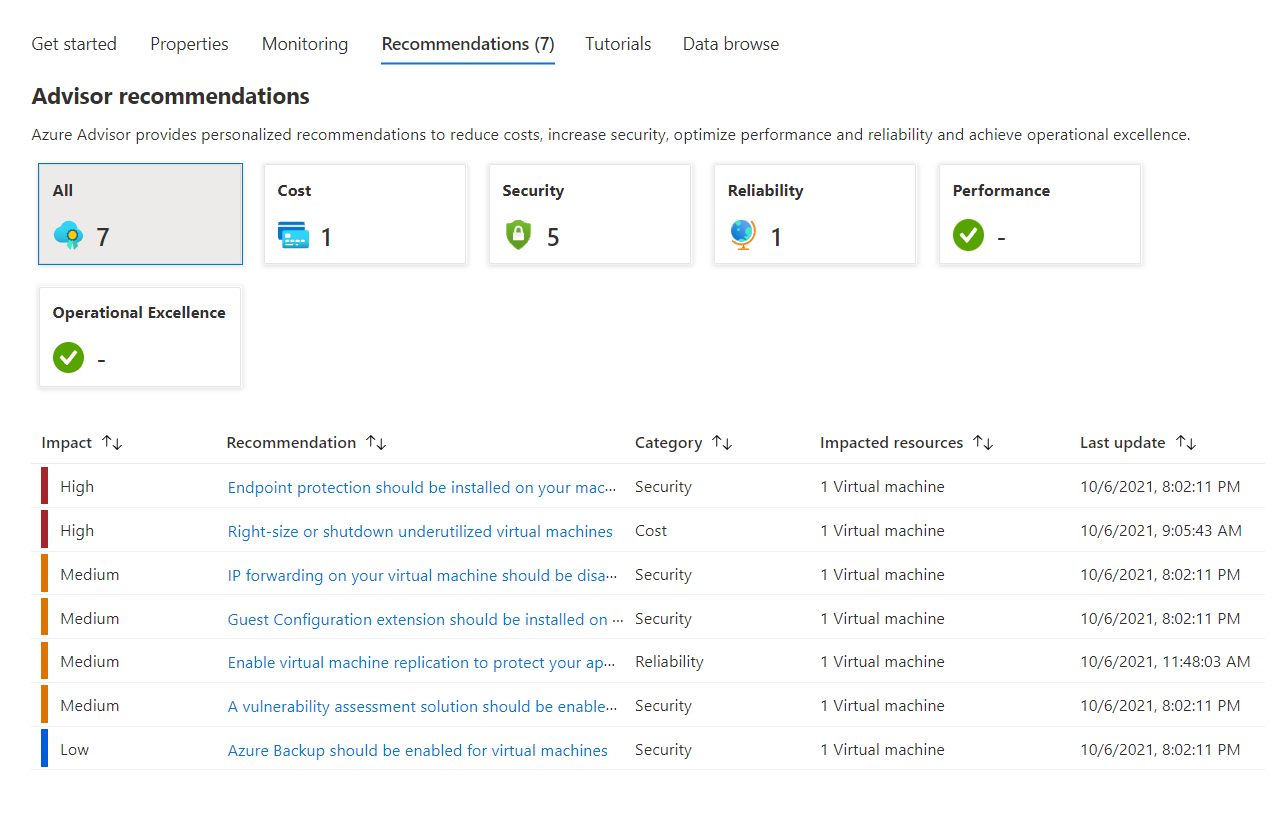 Get started Properties Monitoring Recommendations (7) Tutorials Data browse
Advisor recommendations
Azure Advisor provides personalized recommendations to reduce costs, increase security, optimize performance and reliability and achieve operational excellence.
All Cost Security Reliability Performance
7 1 5 1 -
Operational Excellence
-
Impact Recommendation Category Impacted resources Last update
High Endpoint protection should be installed on your mac... Security 1 Virtual machine 10/6/2021, 8:02:11 PM
High Right-size or shutdown underutilized virtual machines Cost 1 Virtual machine 10/6/2021, 9:05:43 AM
Medium IP forwarding on your virtual machine should be disa... Security 1 Virtual machine 10/6/2021, 8:02:11 PM
Medium Guest Configuration extension should be installed on ... Security 1 Virtual machine 10/6/2021, 8:02:11 PM
Medium Enable virtual machine replication to protect your ap... Reliability 1 Virtual machine 10/6/2021, 11:48:03 AM
Medium A vulnerability assessment solution should be enable... Security 1 Virtual machine 10/6/2021, 8:02:11 PM
Low Azure Backup should be enabled for virtual machines Security 1 Virtual machine 10/6/2021, 8:02:11 PM